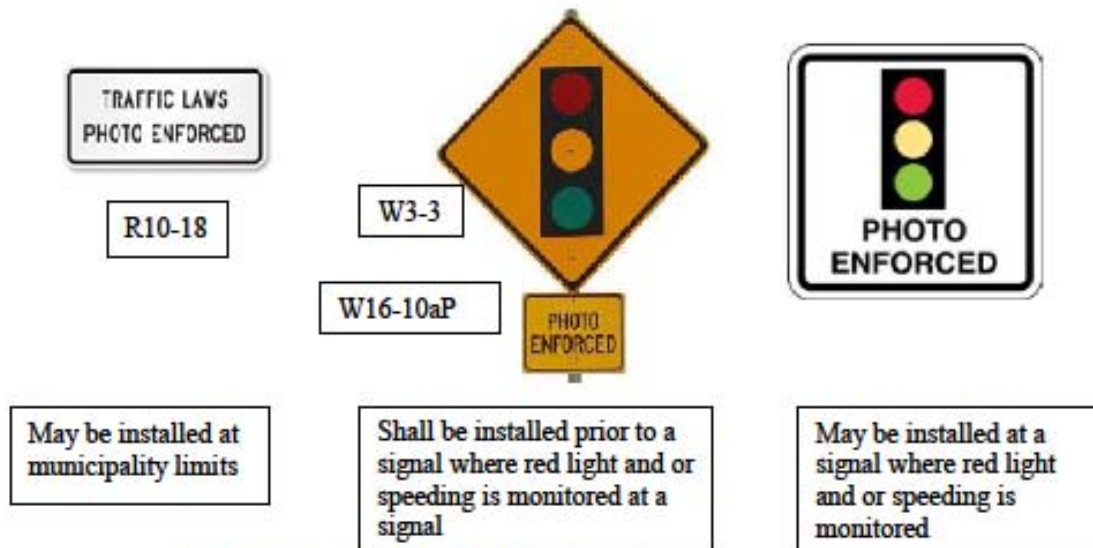 TRAFFIC LAWS
PHOTO ENFORCED
R10-18
W3-3
W16-10aP
PHOTO
ENFORCED
PHOTO
ENFORCED
May be installed at
municipality limits
Shall be installed prior to a
signal where red light and or
speeding is monitored at a
signal
May be installed at a
signal where red light
and or speeding is
monitored